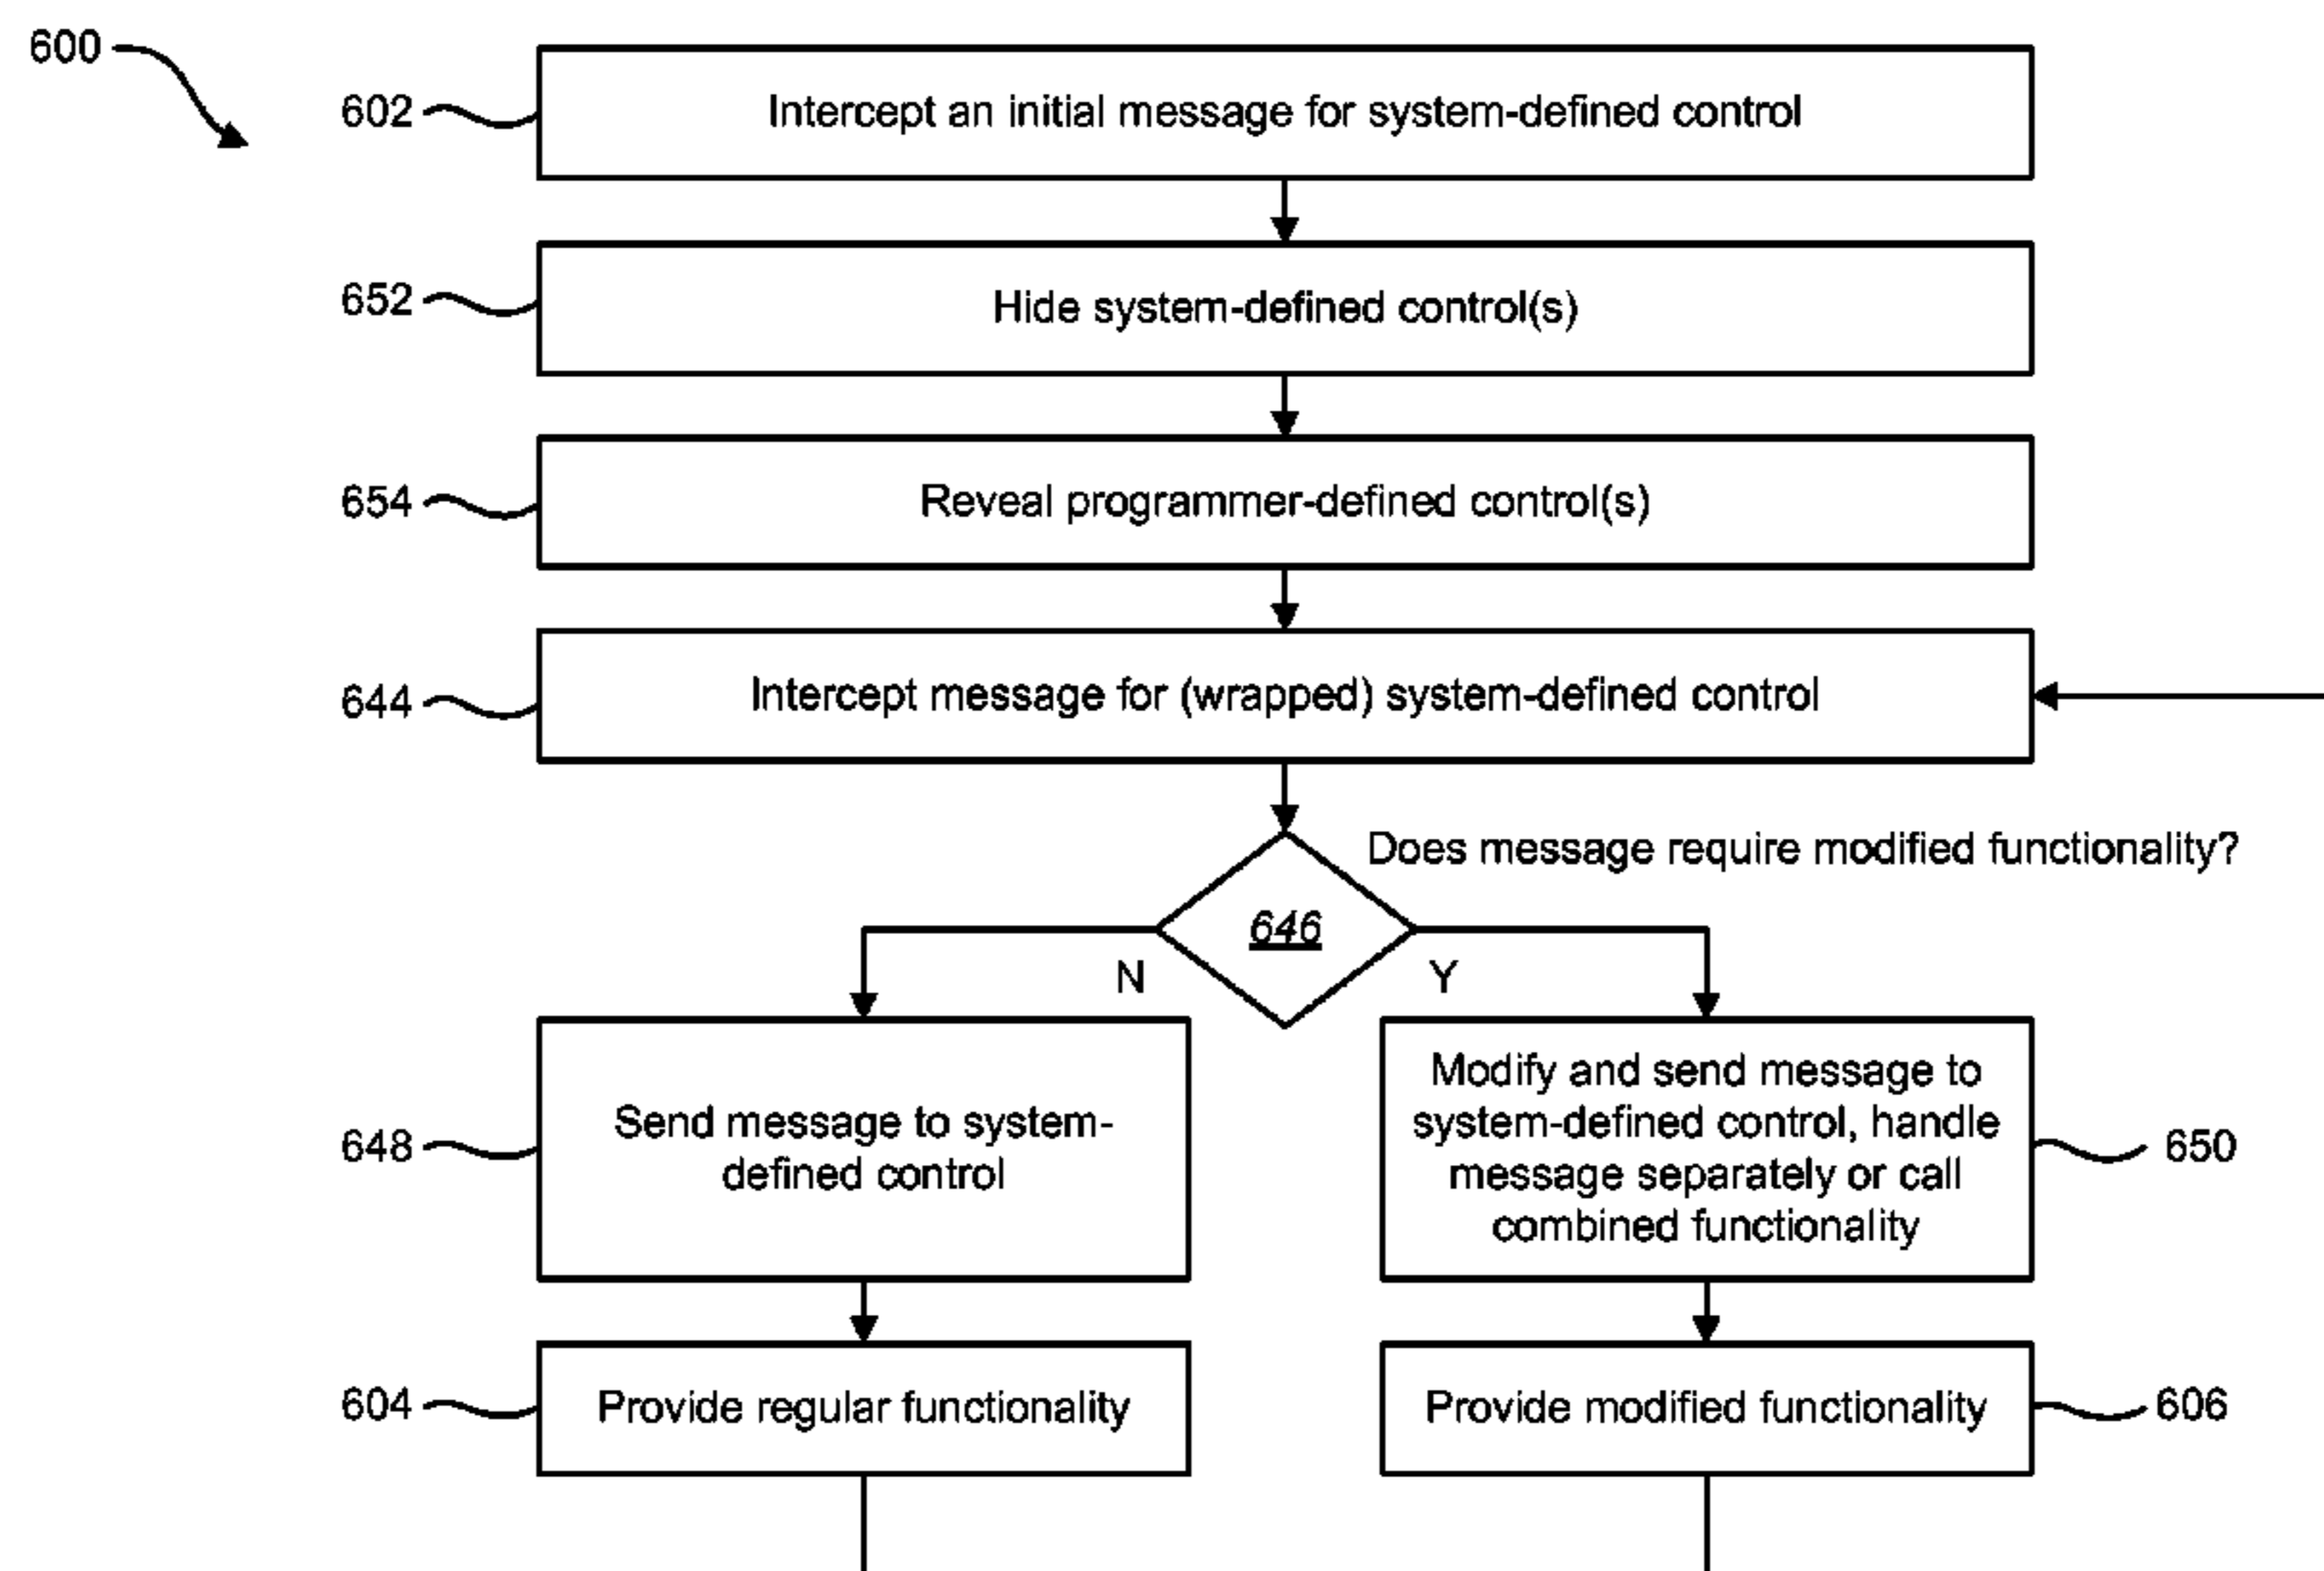 600
602
Intercept an initial message for system-defined control
652
Hide system-defined control(s)
654
Reveal programmer-defined control(s)
644
Intercept message for (wrapped) system-defined control
Does message require modified functionality?
646
N
Y
648
Send message to system-
defined control
Modify and send message to
system-defined control, handle
message separately or call
combined functionality
650
604
Provide regular functionality
Provide modified functionality
606